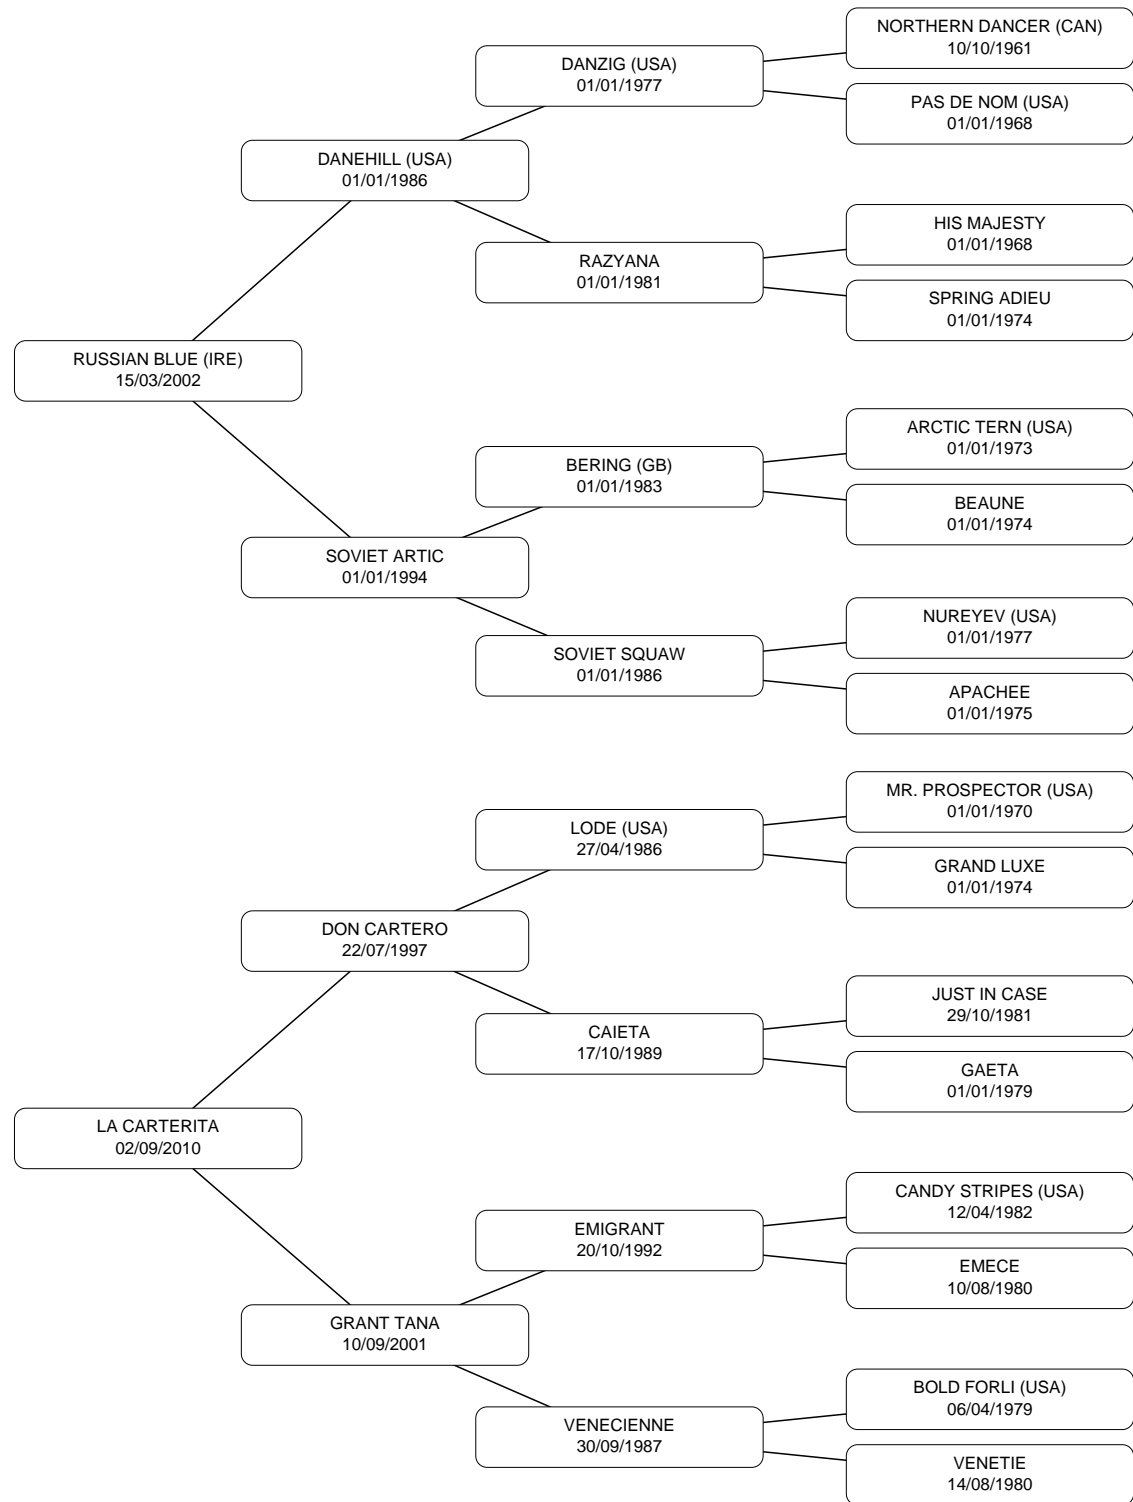 NORTHERN DANCER (CAN)
10/10/1961
DANZIG (USA)
01/01/1977
PAS DE NOM (USA)
01/01/1968
DANEHILL (USA)
01/01/1986
HIS MAJESTY
01/01/1968
RAZYANA
01/01/1981
SPRING ADIEU
01/01/1974
RUSSIAN BLUE (IRE)
15/03/2002
ARCTIC TERN (USA)
01/01/1973
BERING (GB)
01/01/1983
BEAUNE
01/01/1974
SOVIET ARTIC
01/01/1994
NUREYEV (USA)
01/01/1977
SOVIET SQUAW
01/01/1986
APACHEE
01/01/1975
MR. PROSPECTOR (USA)
01/01/1970
LODE (USA)
27/04/1986
GRAND LUXE
01/01/1974
DON CARTERO
22/07/1997
JUST IN CASE
29/10/1981
CAIETA
17/10/1989
GAETA
01/01/1979
LA CARTERITA
02/09/2010
CANDY STRIPES (USA)
12/04/1982
EMIGRANT
20/10/1992
EMECE
10/08/1980
GRANT TANA
10/09/2001
BOLD FORLI (USA)
06/04/1979
VENECIENNE
30/09/1987
VENETIE
14/08/1980